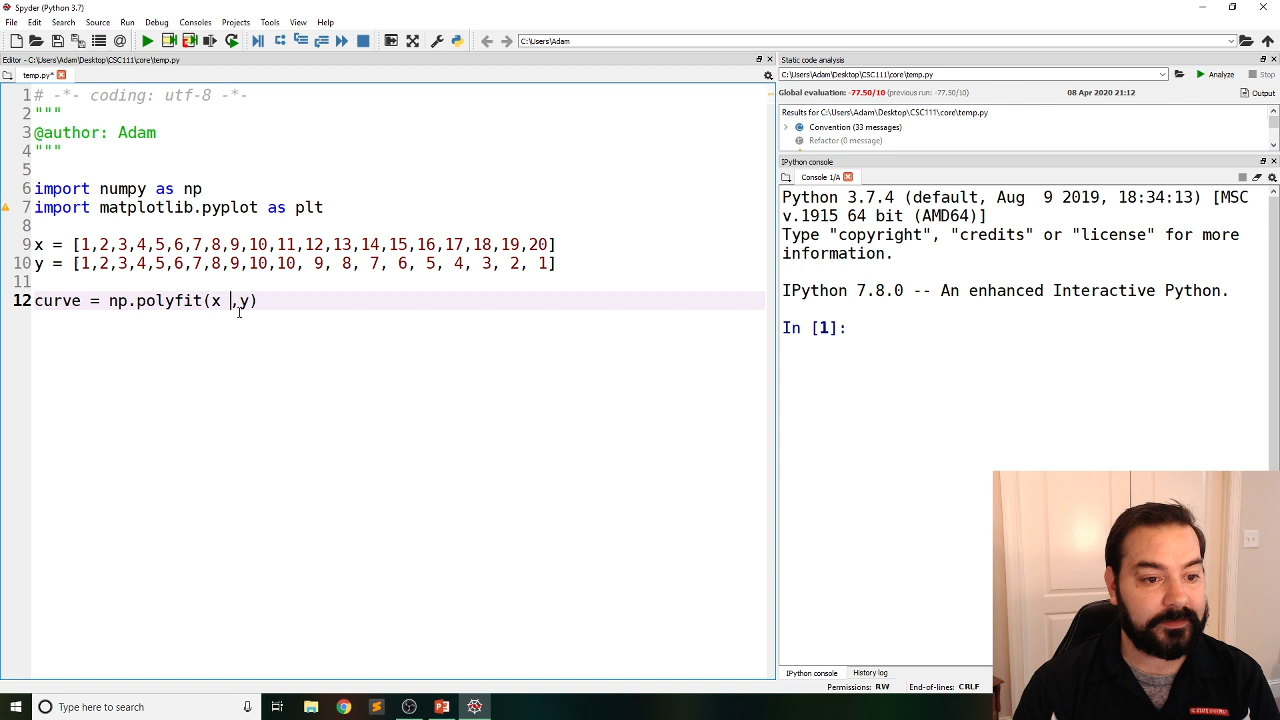 Spyder (Python 3.7)
File Edit Search Source Run Debug Consoles Projects Tools View Help
C:\Users\Adam
Editor - C:\Users\Adam\Desktop\CSC111\core\temp.py
temp.py*
1 # -*- coding: utf-8 -*-
2 """
3 @author: Adam
4 """
5
6 import numpy as np
7 import matplotlib.pyplot as plt
8
9 x = [1,2,3,4,5,6,7,8,9,10,11,12,13,14,15,16,17,18,19,20]
10 y = [1,2,3,4,5,6,7,8,9,10,10, 9, 8, 7, 6, 5, 4, 3, 2, 1]
11
12 curve = np.polyfit(x ,y)
Static code analysis
C:\Users\Adam\Desktop\CSC111\core\temp.py Analyze Stop
Global evaluation: -77.50/10 (previous run: -77.50/10) 08 Apr 2020 21:12 Output
Results for C:\Users\Adam\Desktop\CSC111\core\temp.py
Convention (33 messages)
Refactor (0 message)
IPython console
Console 1/A
Python 3.7.4 (default, Aug  9 2019, 18:34:13) [MSC
v.1915 64 bit (AMD64)]
Type "copyright", "credits" or "license" for more
information.
IPython 7.8.0 -- An enhanced Interactive Python.
In [1]:
IPython console History log
Permissions: RW End-of-lines: CRLF
Type here to search